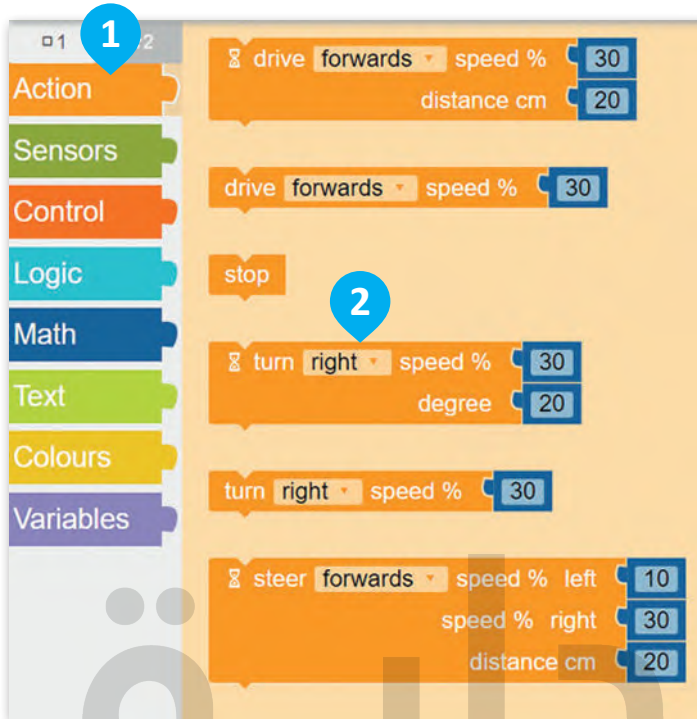 1
1
2
Action
Sensors
Control
Logic
Math
Text
Colours
Variables
drive forwards speed % 30
distance cm 20
drive forwards speed % 30
stop
2
turn right speed % 30
degree 20
turn right speed % 30
steer forwards speed % left 10
speed % right 30
distance cm 20